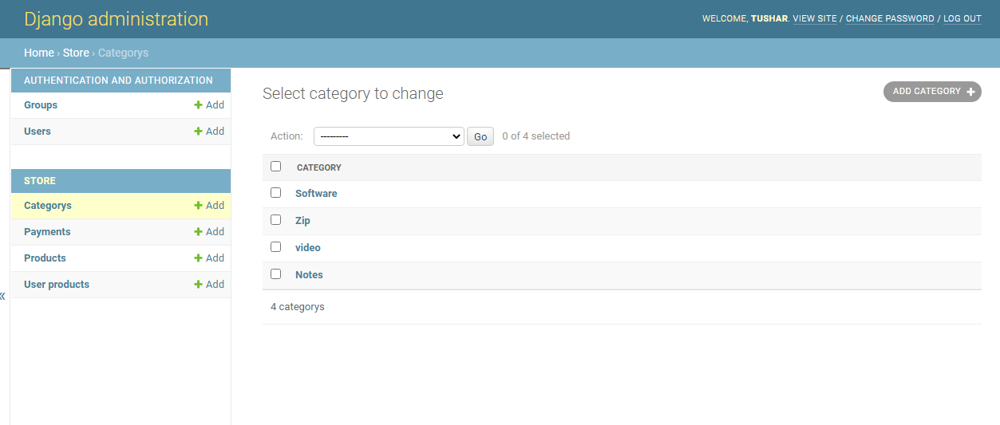 Django administration
WELCOME, TUSHAR. VIEW SITE / CHANGE PASSWORD / LOG OUT
Home › Store › Categorys
AUTHENTICATION AND AUTHORIZATION
Groups + Add
Users + Add
STORE
Categorys + Add
Payments + Add
Products + Add
User products + Add
«
Select category to change
ADD CATEGORY +
Action: --------- Go 0 of 4 selected
CATEGORY
Software
Zip
video
Notes
4 categorys